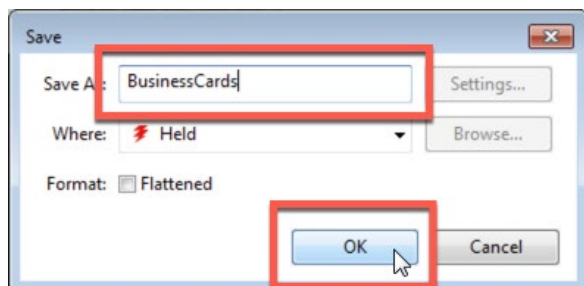 Save
Save As: BusinessCards Settings...
Where: Held Browse...
Format: Flattened
OK Cancel